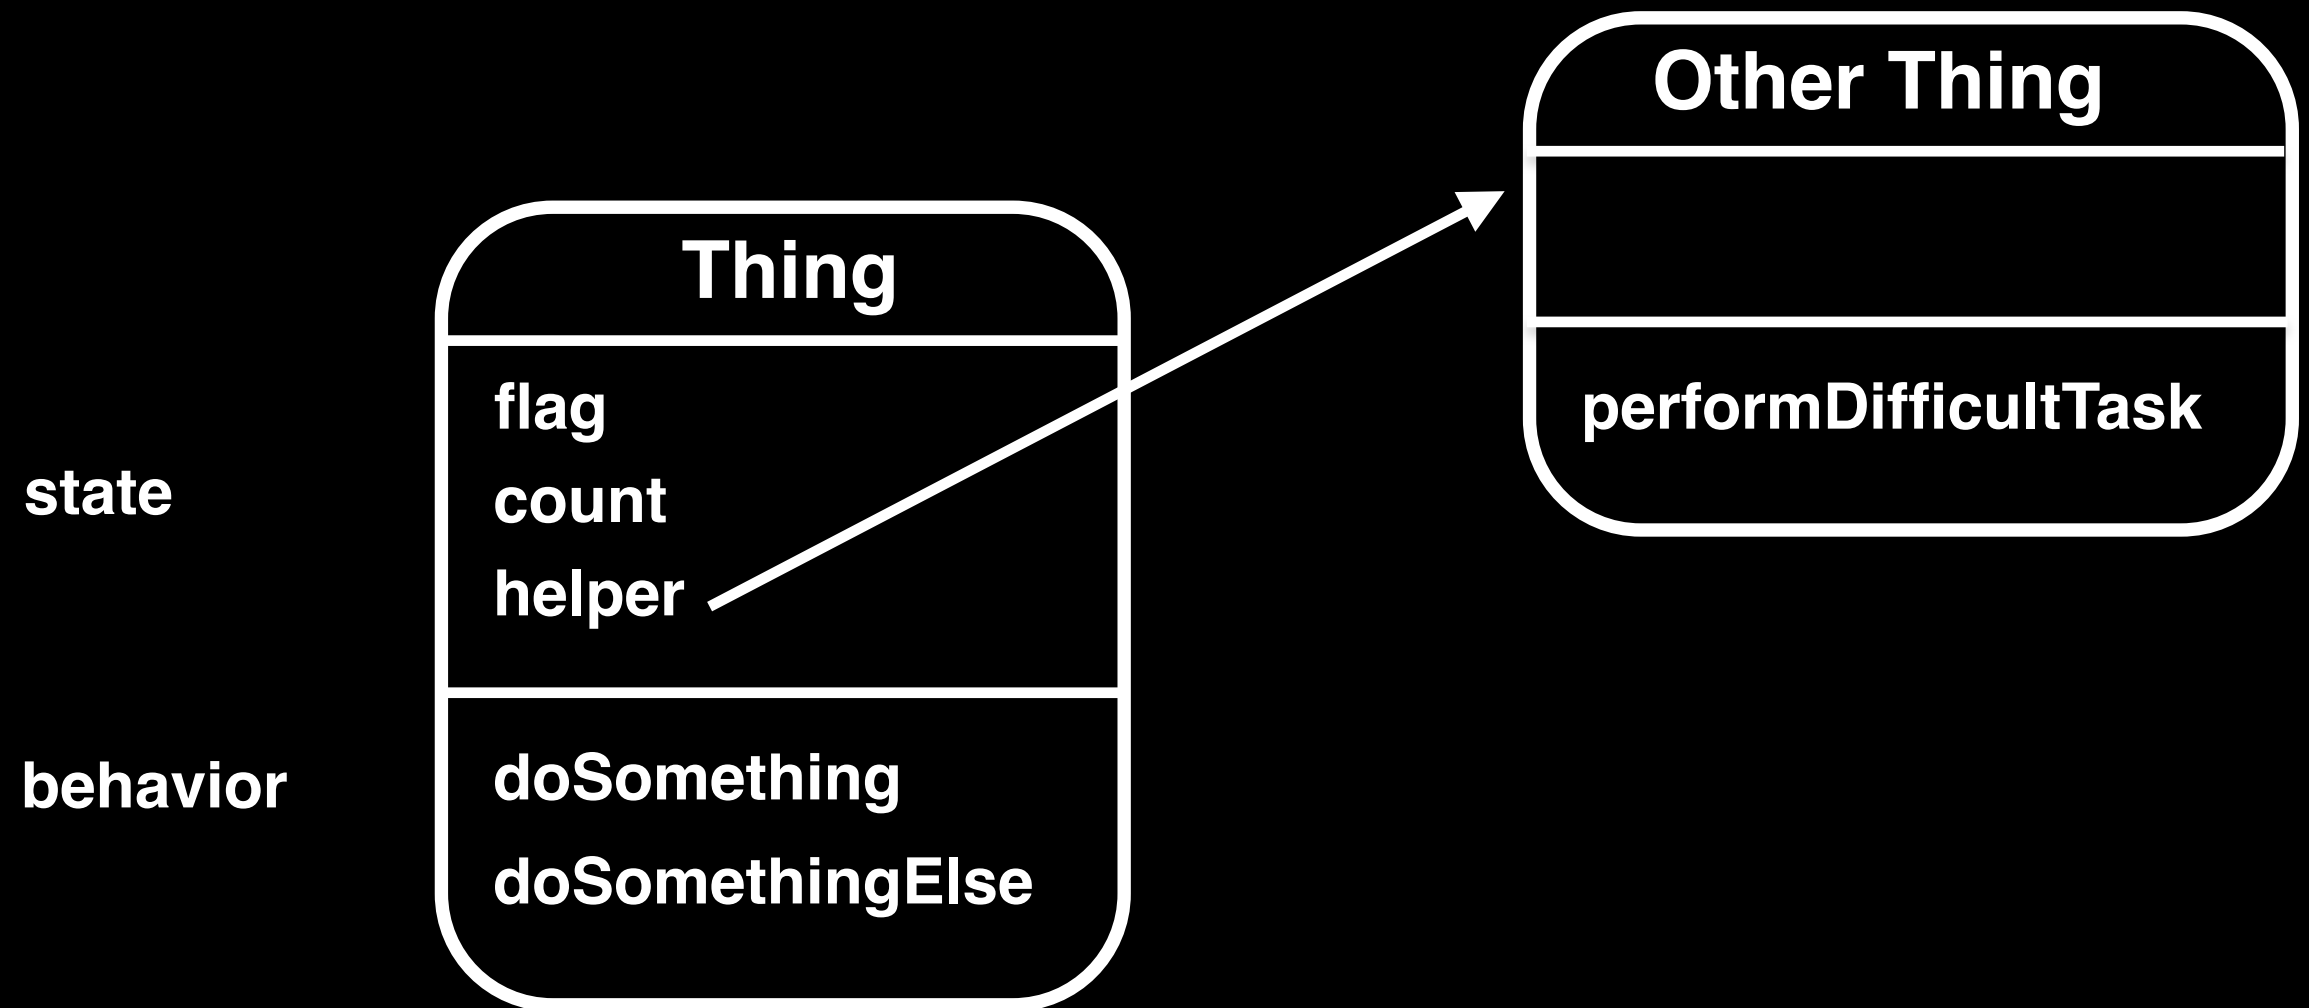 Other Thing
performDifficultTask
Thing
flag
count
helper
doSomething
doSomethingElse
state
behavior